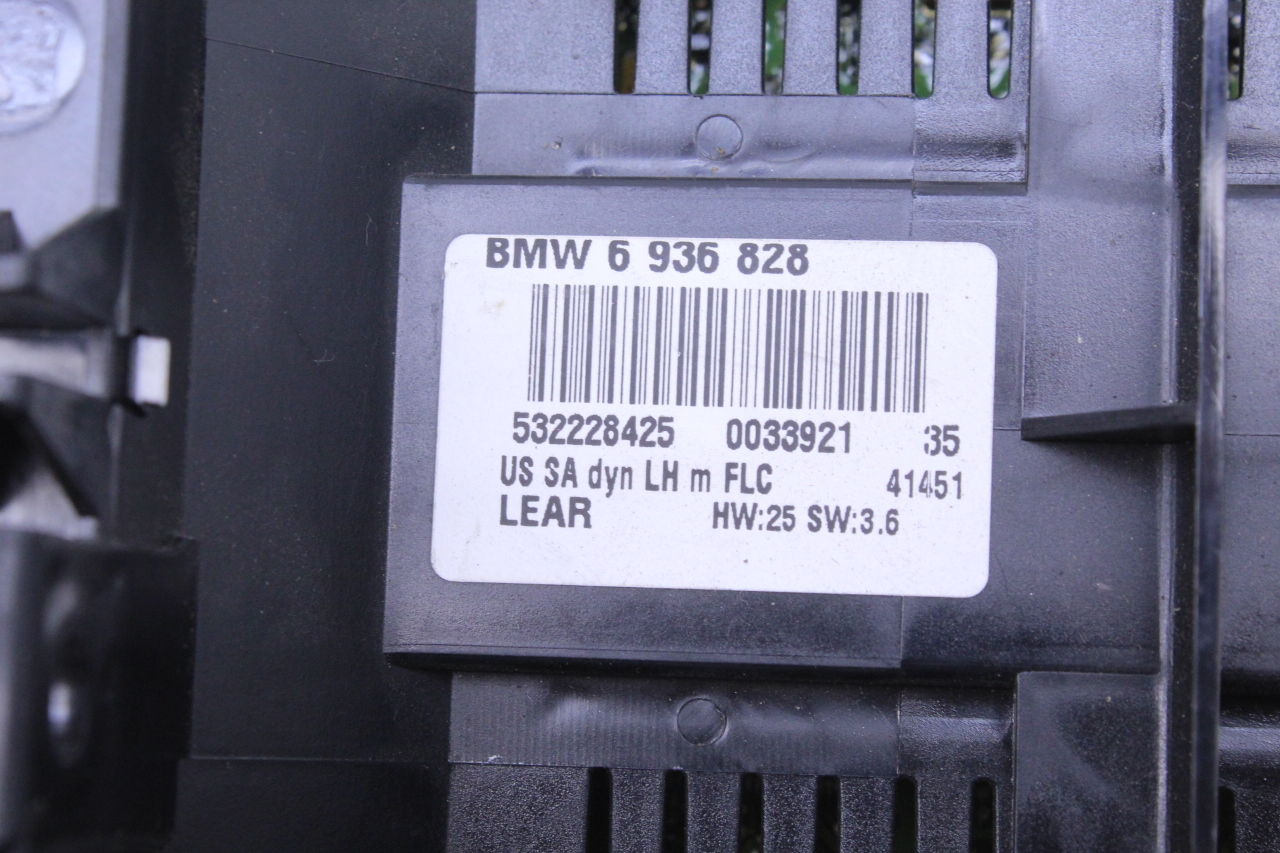 BMW 6 936 828
532228425 0033921 35
US SA dyn LH m FLC 41451
LEAR HW:25 SW:3.6